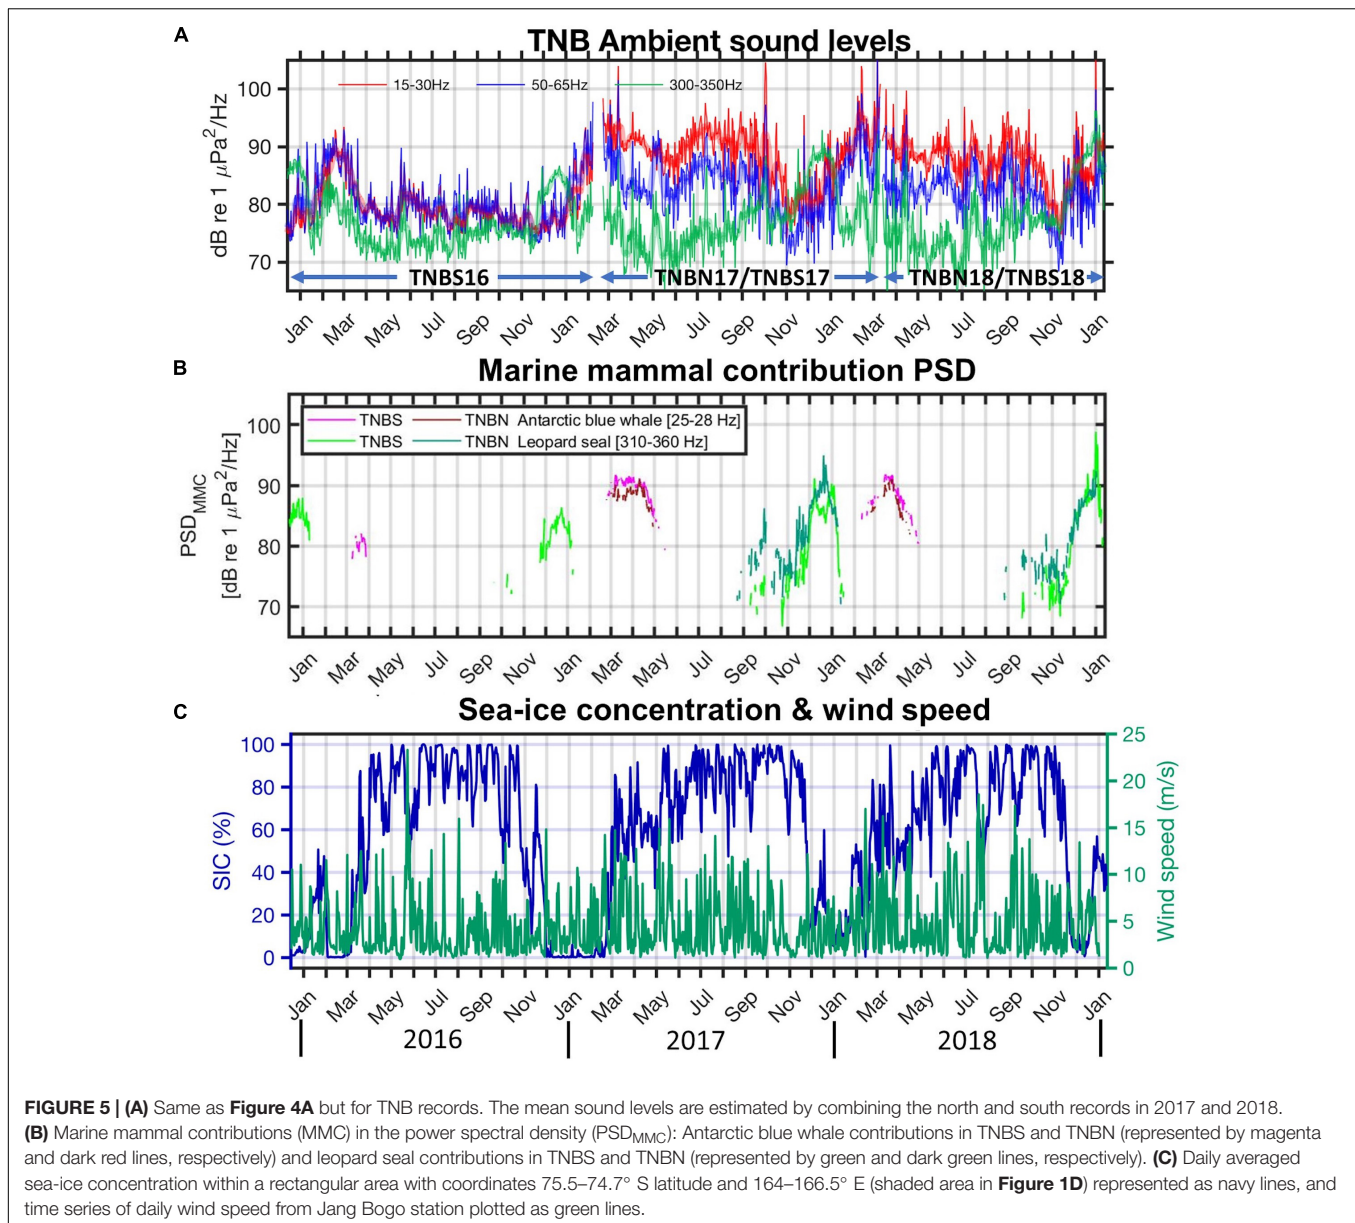 A
TNB Ambient sound levels
dB re 1 μPa²/Hz
100
90
80
70
15-30Hz
50-65Hz
300-350Hz
TNBS16
TNBN17/TNBS17
TNBN18/TNBS18
Jan Mar May Jul Sep Nov Jan Mar May Jul Sep Nov Jan Mar May Jul Sep Nov Jan
B
Marine mammal contribution PSD
PSD_MMC
[dB re 1 μPa²/Hz]
100
90
80
70
TNBS TNBN Antarctic blue whale [25-28 Hz]
TNBS TNBN Leopard seal [310-360 Hz]
Jan Mar May Jul Sep Nov Jan Mar May Jul Sep Nov Jan Mar May Jul Sep Nov Jan
C
Sea-ice concentration & wind speed
SIC (%)
100
80
60
40
20
0
25
20
15
10
5
0
Wind speed (m/s)
Jan Mar May Jul Sep Nov Jan Mar May Jul Sep Nov Jan Mar May Jul Sep Nov Jan
2016 2017 2018
FIGURE 5 | (A) Same as Figure 4A but for TNB records. The mean sound levels are estimated by combining the north and south records in 2017 and 2018.
(B) Marine mammal contributions (MMC) in the power spectral density (PSD_MMC): Antarctic blue whale contributions in TNBS and TNBN (represented by magenta
and dark red lines, respectively) and leopard seal contributions in TNBS and TNBN (represented by green and dark green lines, respectively). (C) Daily averaged
sea-ice concentration within a rectangular area with coordinates 75.5–74.7° S latitude and 164–166.5° E (shaded area in Figure 1D) represented as navy lines, and
time series of daily wind speed from Jang Bogo station plotted as green lines.